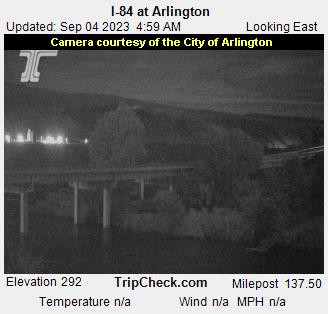 I-84 at Arlington
Updated: Sep 04 2023 4:59 AM Looking East
Camera courtesy of the City of Arlington
Elevation 292 TripCheck.com Milepost 137.50
Temperature n/a Wind n/a MPH n/a